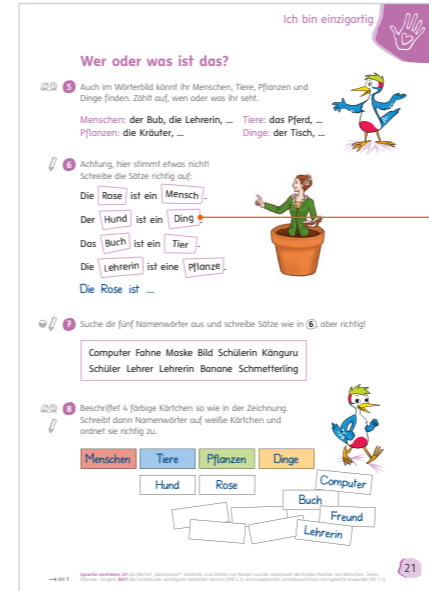 Ich bin einzigartig
Wer oder was ist das?
5 Auch im Wörterbild könnt ihr Menschen, Tiere, Pflanzen und
Dinge finden. Zählt auf, wen oder was ihr seht.
Menschen: der Bub, die Lehrerin, ... Tiere: das Pferd, ...
Pflanzen: die Kräuter, ... Dinge: der Tisch, ...
6 Achtung, hier stimmt etwas nicht!
Schreibe die Sätze richtig auf:
Die Rose ist ein Mensch.
Der Hund ist ein Ding.
Das Buch ist ein Tier.
Die Lehrerin ist eine Pflanze.
Die Rose ist ...
7 Suche dir fünf Namenwörter aus und schreibe Sätze wie in 6, aber richtig!
Computer Fahne Maske Bild Schülerin Känguru
Schüler Lehrer Lehrerin Banane Schmetterling
8 Beschriftet 4 färbige Kärtchen so wie in der Zeichnung.
Schreibt dann Namenwörter auf weiße Kärtchen und
ordnet sie richtig zu.
Menschen Tiere Pflanzen Dinge
Hund Rose Computer
Buch
Freund
Lehrerin
21